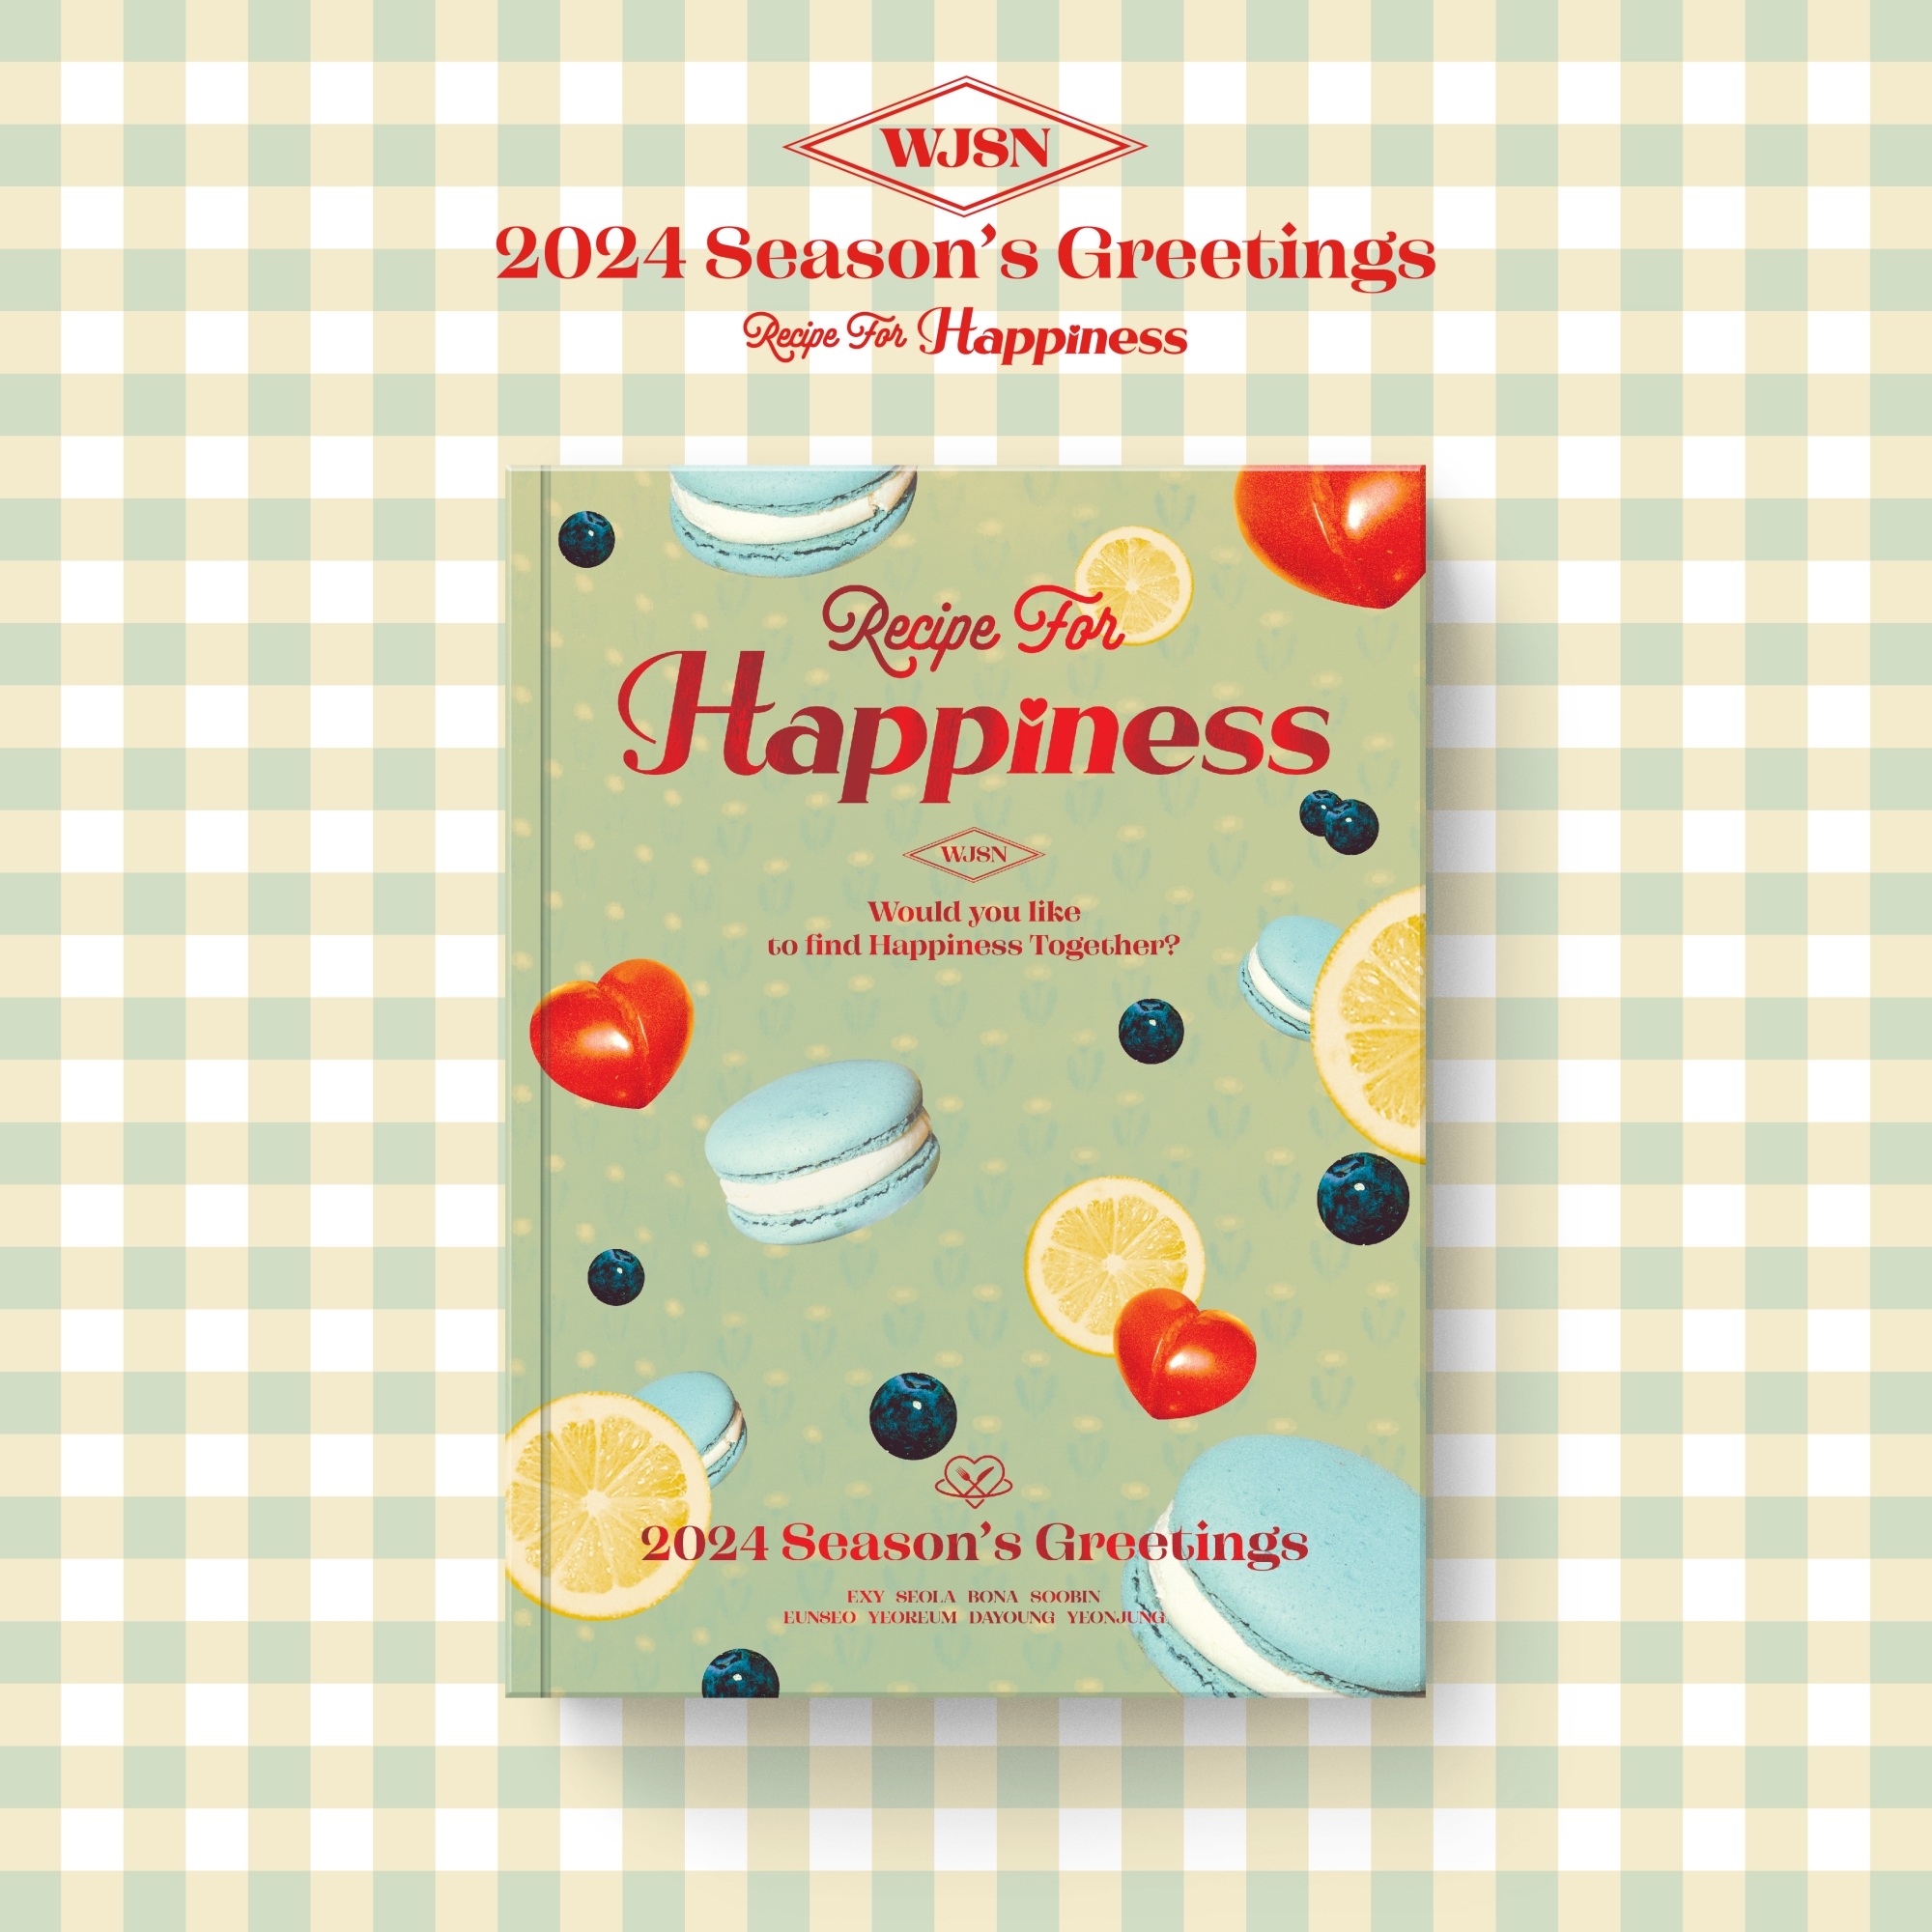 WJSN
2024 Season's Greetings
Recipe For Happiness
Recipe For
Happiness
WJSN
Would you like
to find Happiness Together?
2024 Season's Greetings
EXY SEOLA BONA SOOBIN
EUNSEO YEOREUM DAYOUNG YEONJUNG